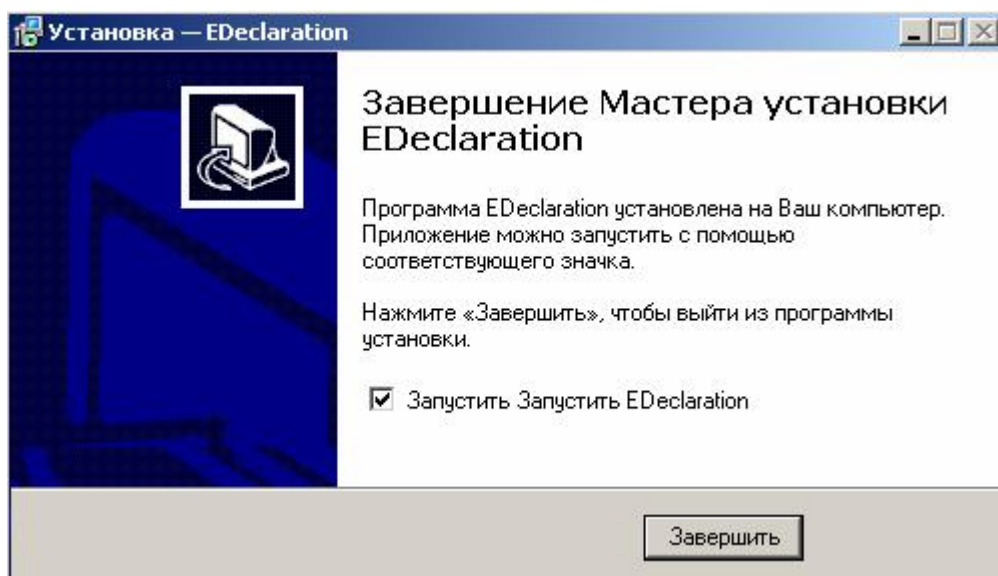 Установка — EDeclaration
Завершение Мастера установки
EDeclaration
Программа EDeclaration установлена на Ваш компьютер.
Приложение можно запустить с помощью
соответствующего значка.
Нажмите «Завершить», чтобы выйти из программы
установки.
Запустить Запустить EDeclaration
Завершить